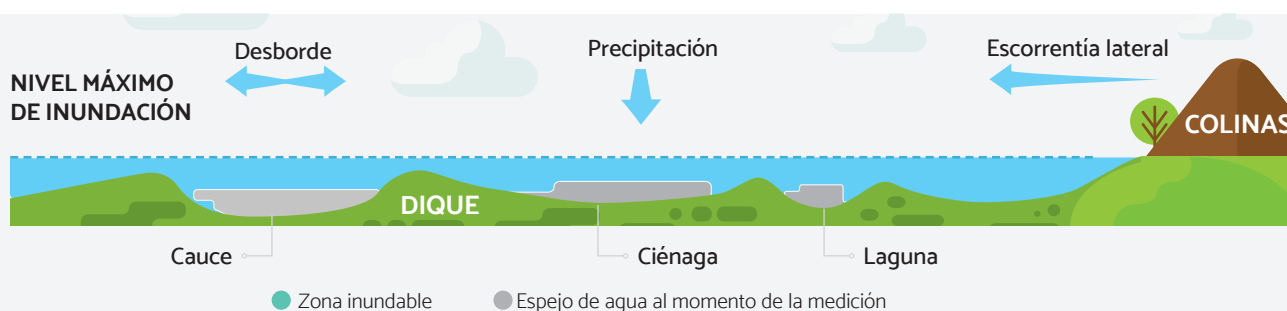 Desborde
Precipitación
Escorrentía lateral
NIVEL MÁXIMO
DE INUNDACIÓN
COLINAS
DIQUE
Cauce
Ciénaga
Laguna
Zona inundable
Espejo de aqua al momento de la medición